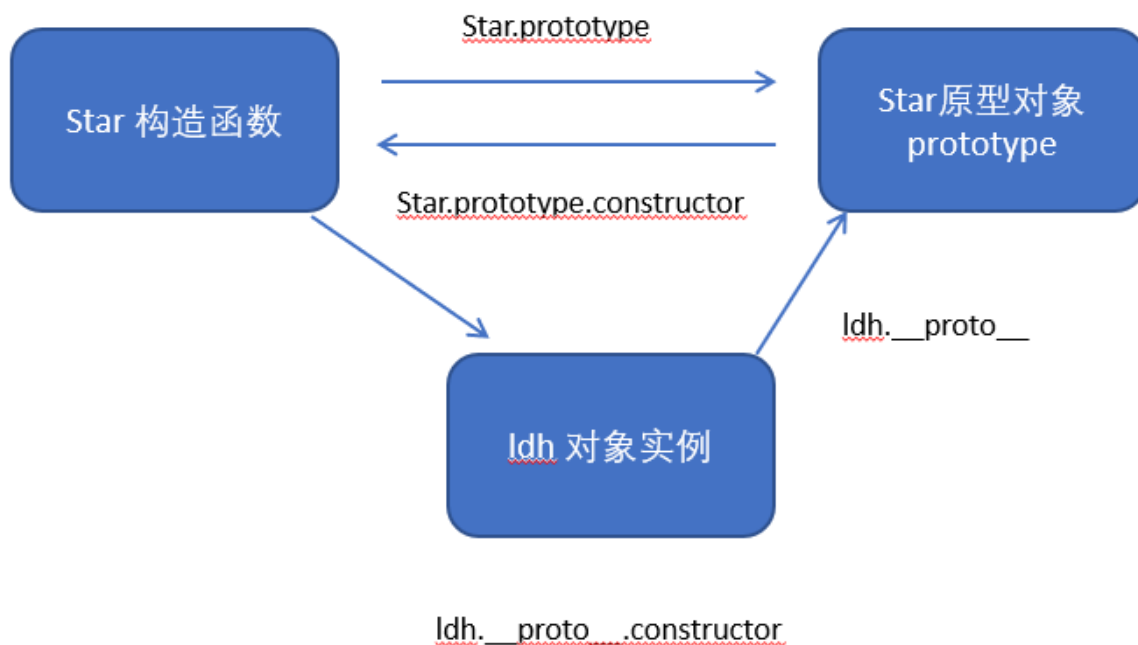 Star.prototype
Star 构造函数
Star原型对象
prototype
Star.prototype.constructor
ldh.__proto__
ldh 对象实例
ldh.__proto__.constructor